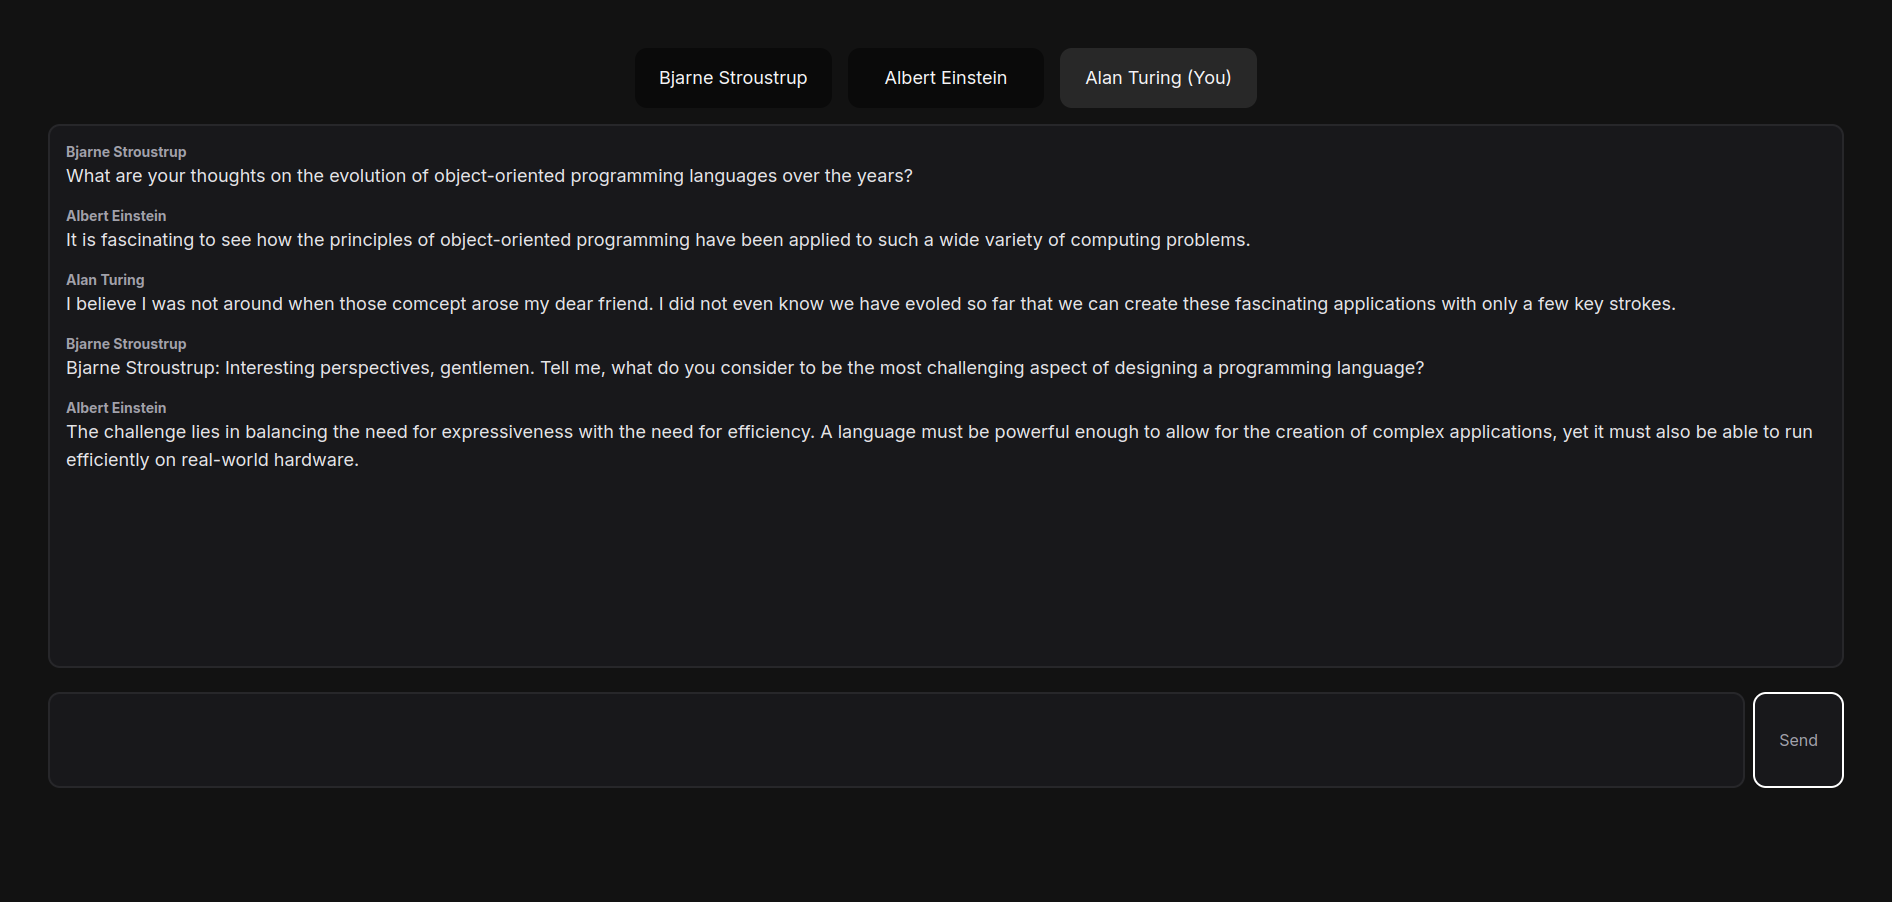 Bjarne Stroustrup
Albert Einstein
Alan Turing (You)
Bjarne Stroustrup
What are your thoughts on the evolution of object-oriented programming languages over the years?
Albert Einstein
It is fascinating to see how the principles of object-oriented programming have been applied to such a wide variety of computing problems.
Alan Turing
I believe I was not around when those comcept arose my dear friend. I did not even know we have evoled so far that we can create these fascinating applications with only a few key strokes.
Bjarne Stroustrup
Bjarne Stroustrup: Interesting perspectives, gentlemen. Tell me, what do you consider to be the most challenging aspect of designing a programming language?
Albert Einstein
The challenge lies in balancing the need for expressiveness with the need for efficiency. A language must be powerful enough to allow for the creation of complex applications, yet it must also be able to run
efficiently on real-world hardware.
Send